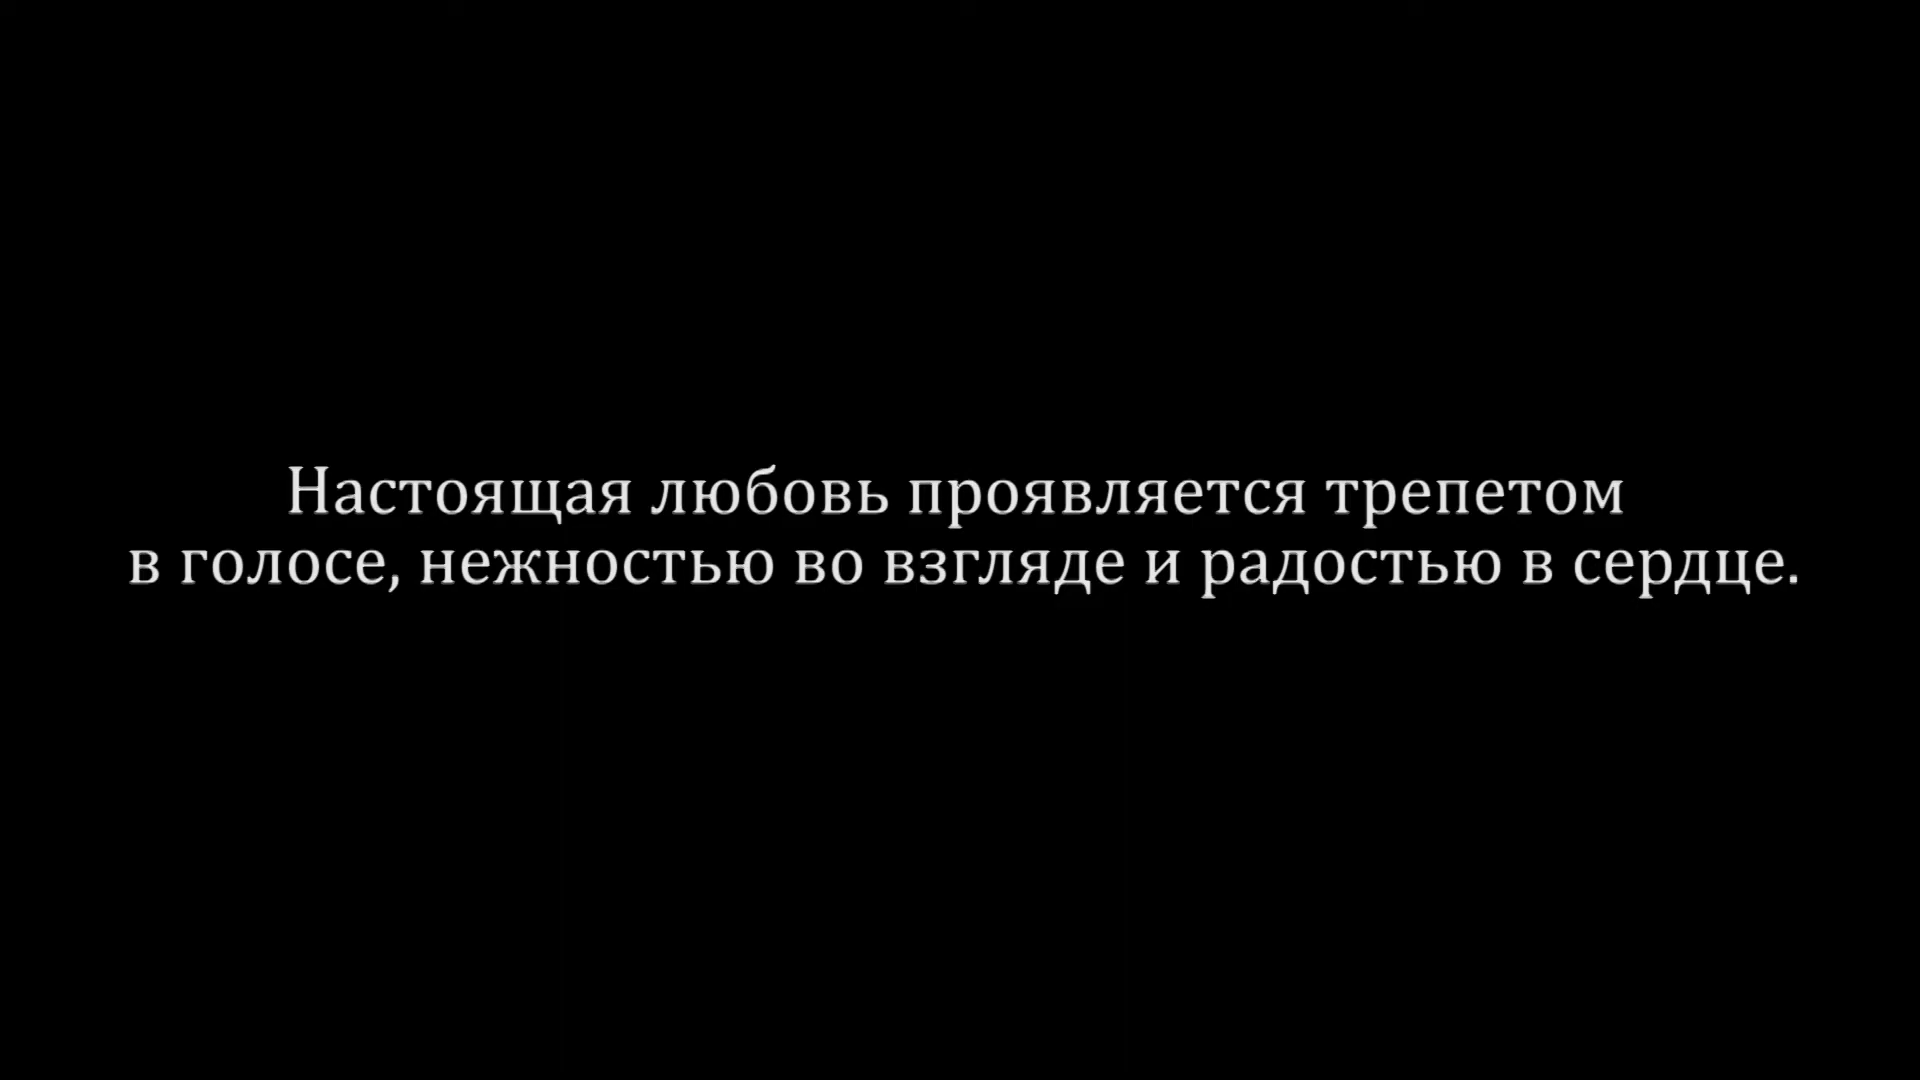 Настоящая любовь проявляется трепетом
в голосе, нежностью во взгляде и радостью в сердце.